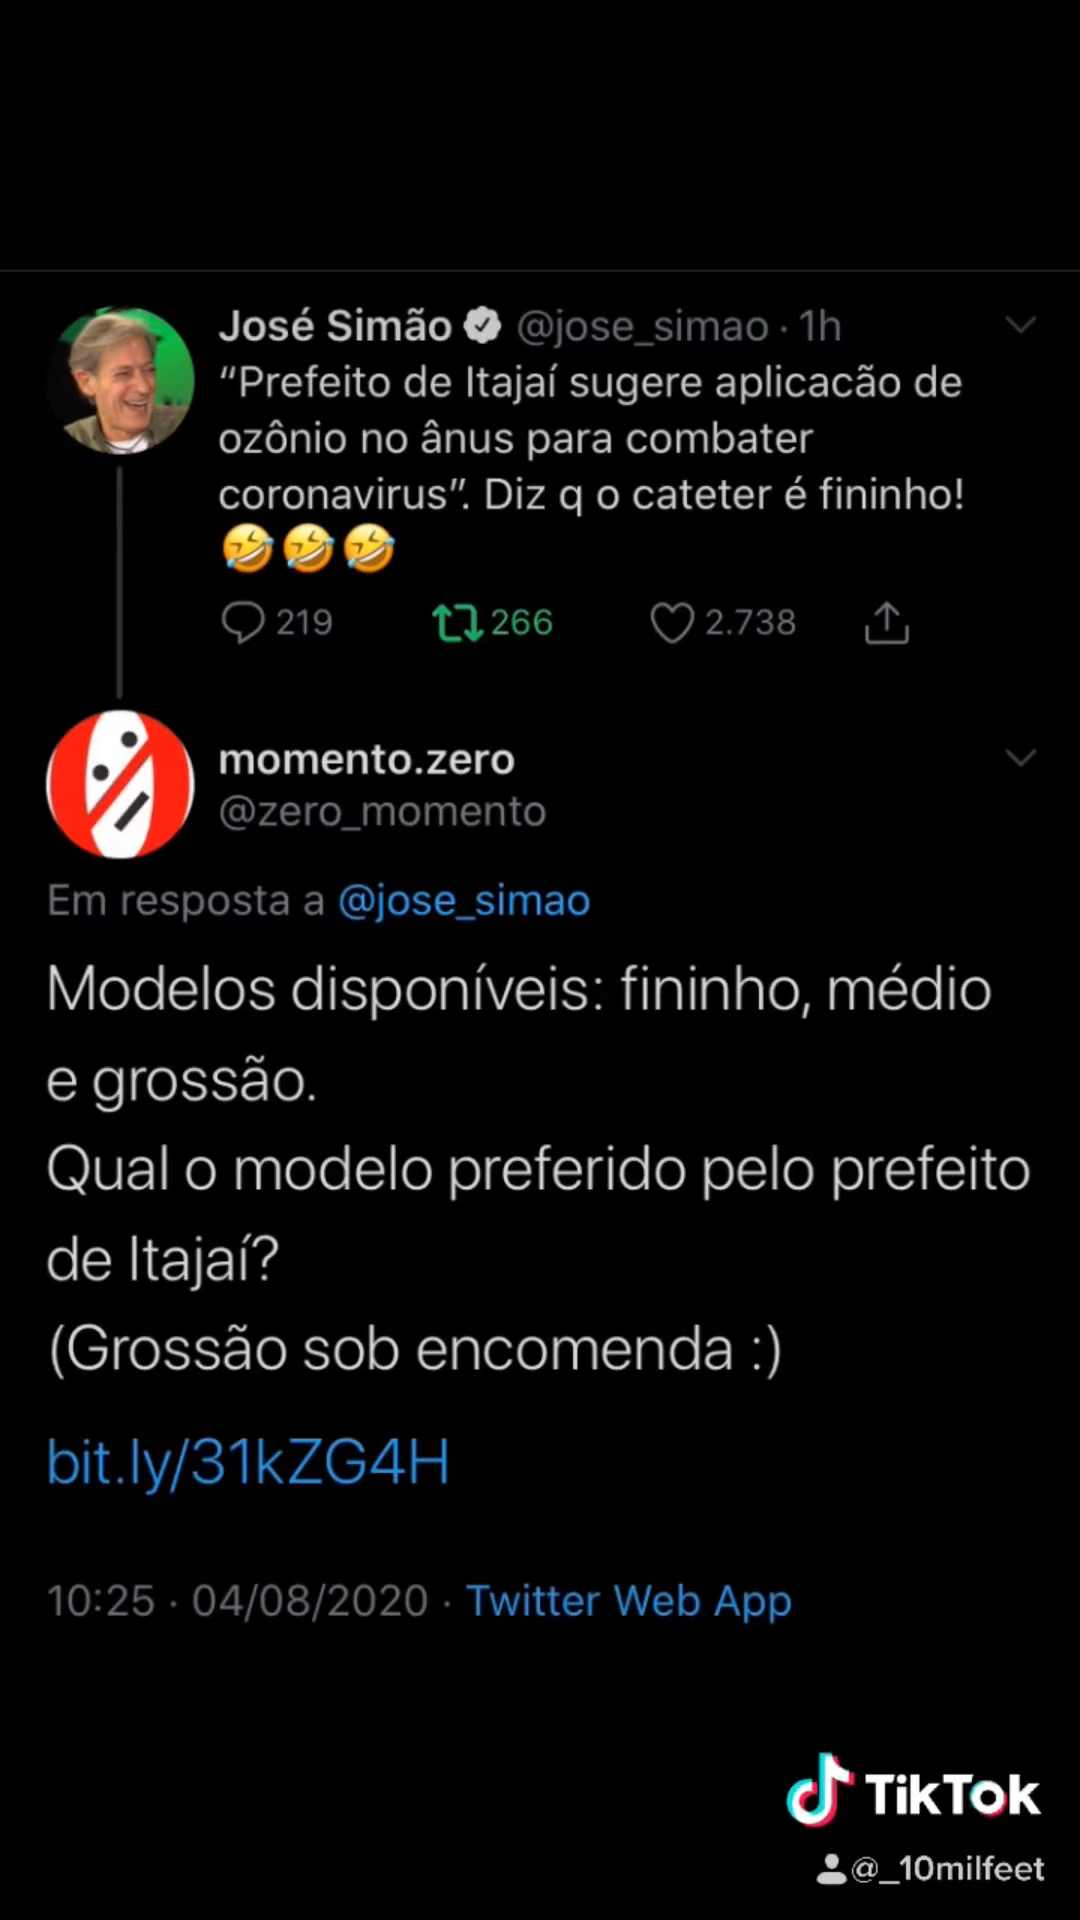 José Simão @jose_simao · 1h
“Prefeito de Itajaí sugere aplicacão de
ozônio no ânus para combater
coronavirus”. Diz q o cateter é fininho!
🤣🤣🤣
219 266 2.738
momento.zero
@zero_momento
Em resposta a @jose_simao
Modelos disponíveis: fininho, médio
e grossão.
Qual o modelo preferido pelo prefeito
de Itajaí?
(Grossão sob encomenda :)
bit.ly/31kZG4H
10:25 · 04/08/2020 · Twitter Web App
TikTok
@_10milfeet